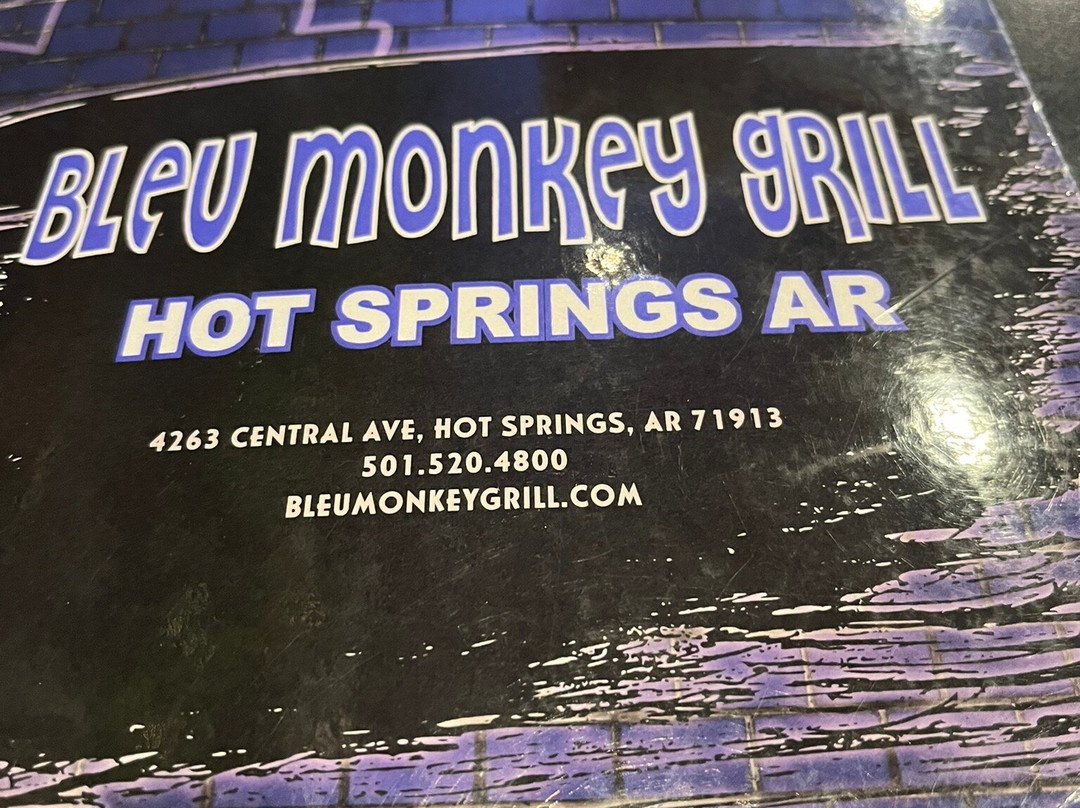 BLeU MONKeY gRILL
HOT SPRINGS AR
4263 CENTRAL AVE, HOT SPRINGS, AR 71913
501.520.4800
BLEUMONKEYGRILL.COM